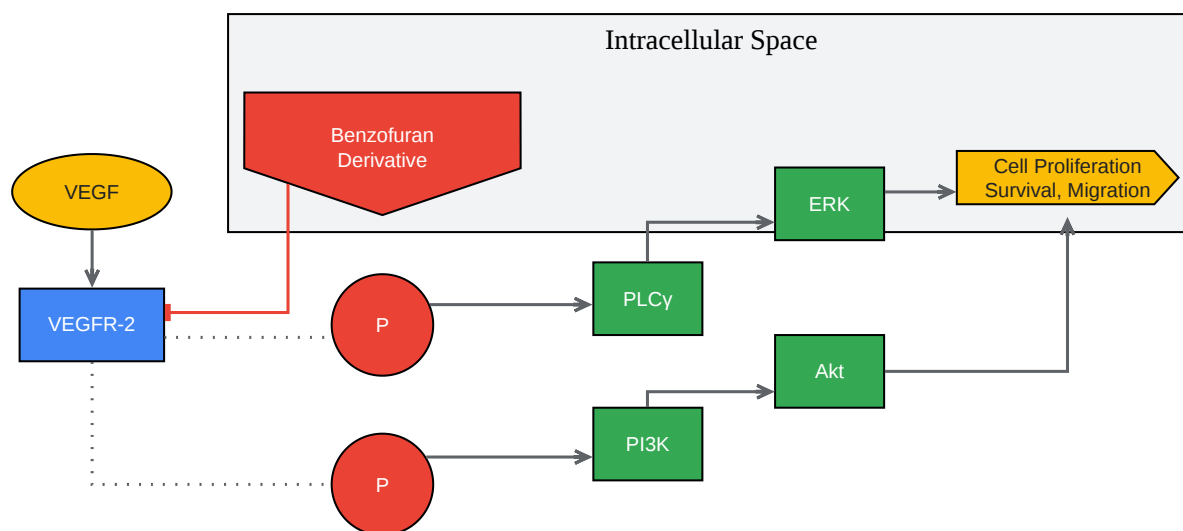 Intracellular Space
Benzofuran
Derivative
VEGF
Cell Proliferation
Survival, Migration
ERK
PLCγ
VEGFR-2
P
Akt
PI3K
P